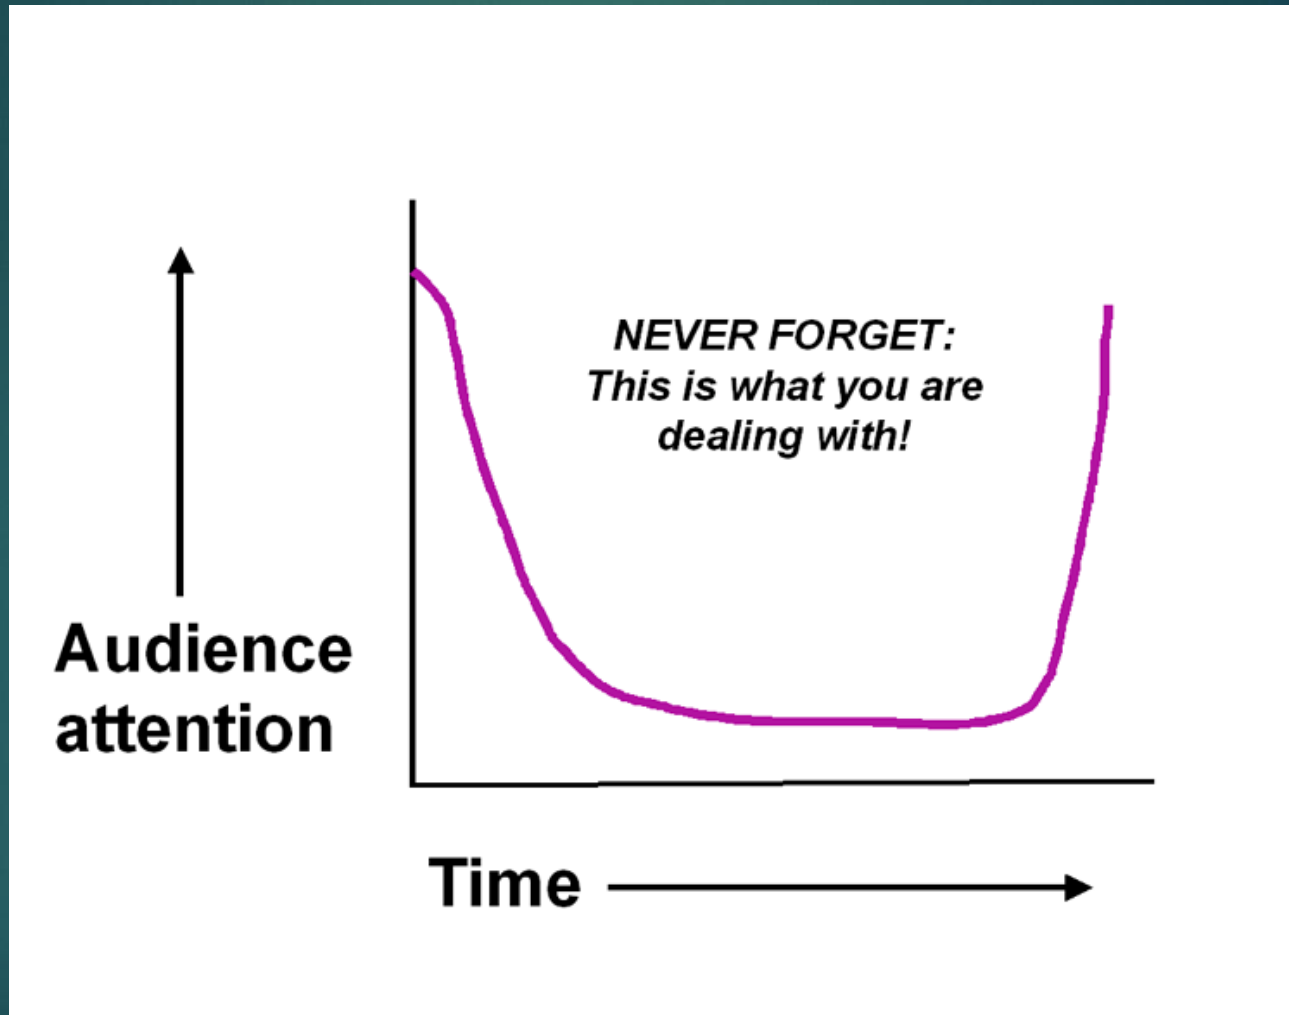 NEVER FORGET:
This is what you are
dealing with!
Audience
attention
Time